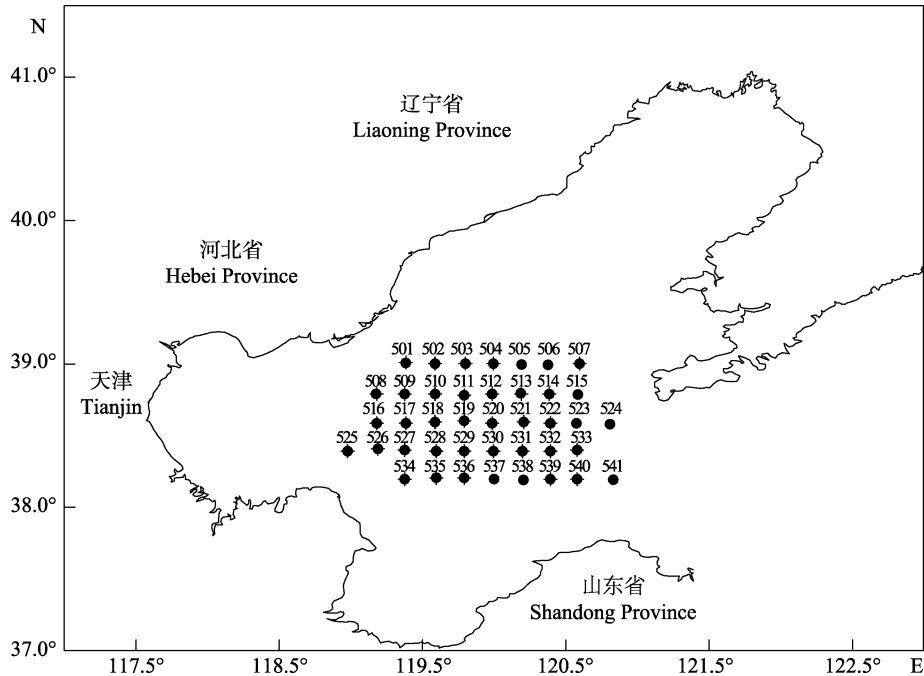 N
41.0°
辽宁省
Liaoning Province
40.0°
河北省
Hebei Province
501 502 503 504 505 506 507
39.0°
天津
Tianjin
508 509 510 511 512 513 514 515
516 517 518 519 520 521 522 523 524
525 526 527 528 529 530 531 532 533
534 535 536 537 538 539 540 541
38.0°
山东省
Shandong Province
37.0°
117.5° 118.5° 119.5° 120.5° 121.5° 122.5° E